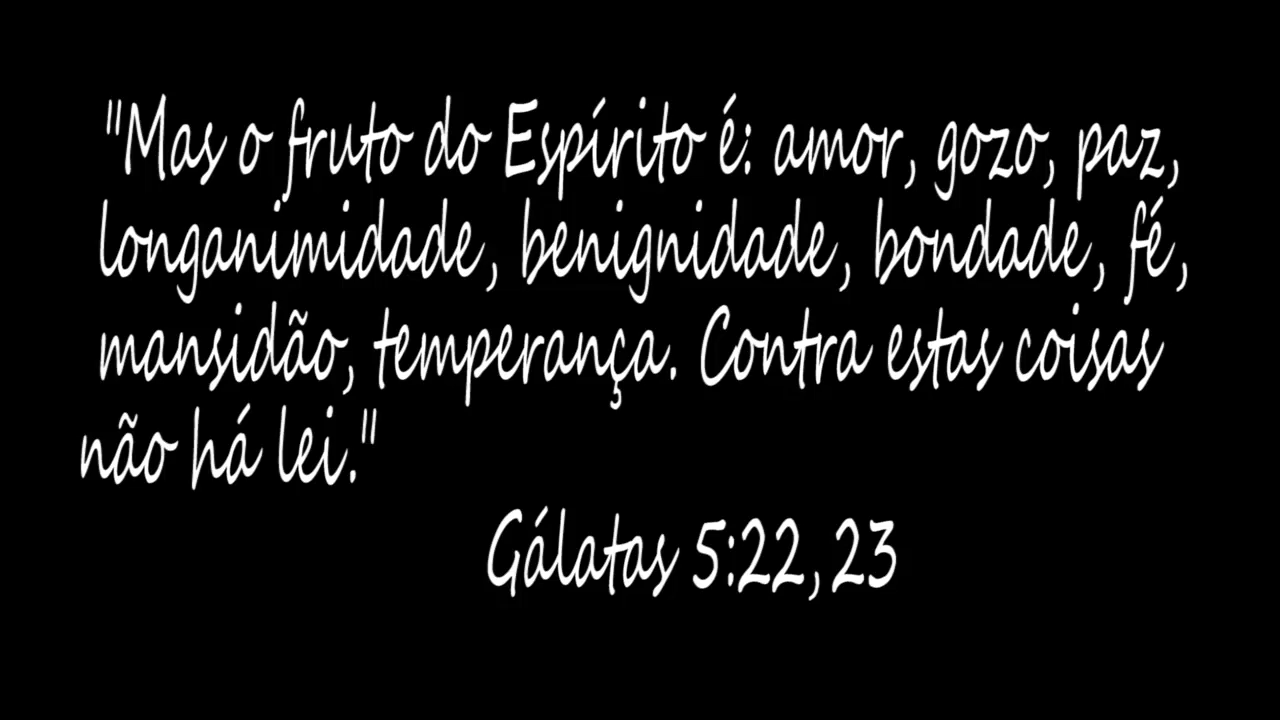 "Mas o fruto do Espírito é: amor, gozo, paz,
longanimidade, benignidade, bondade, fé,
mansidão, temperança. Contra estas coisas
não há lei."
Gálatas 5:22,23